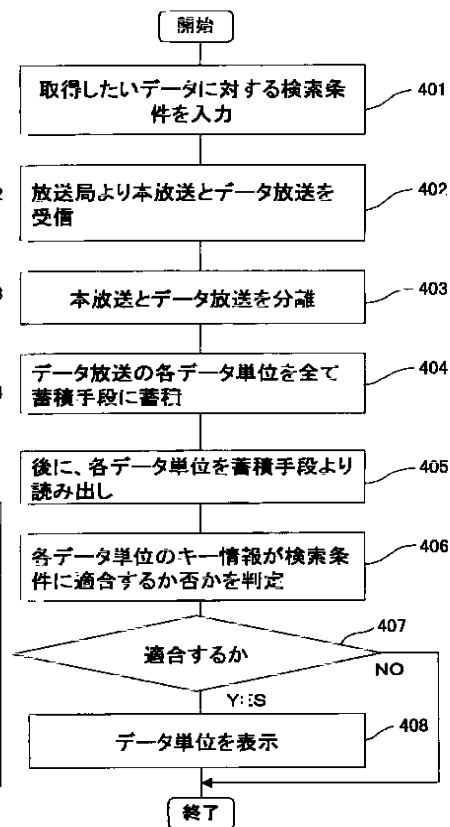 開始
取得したいデータに対する検索条
件を入力
401
放送局より本放送とデータ放送を
受信
402
本放送とデータ放送を分離
403
データ放送の各データ単位を全て
蓄積手段に蓄積
404
後に、各データ単位を蓄積手段より
読み出し
405
各データ単位のキー情報が検索条
件に適合するか否かを判定
406
適合するか
407
NO
YES
データ単位を表示
408
終了